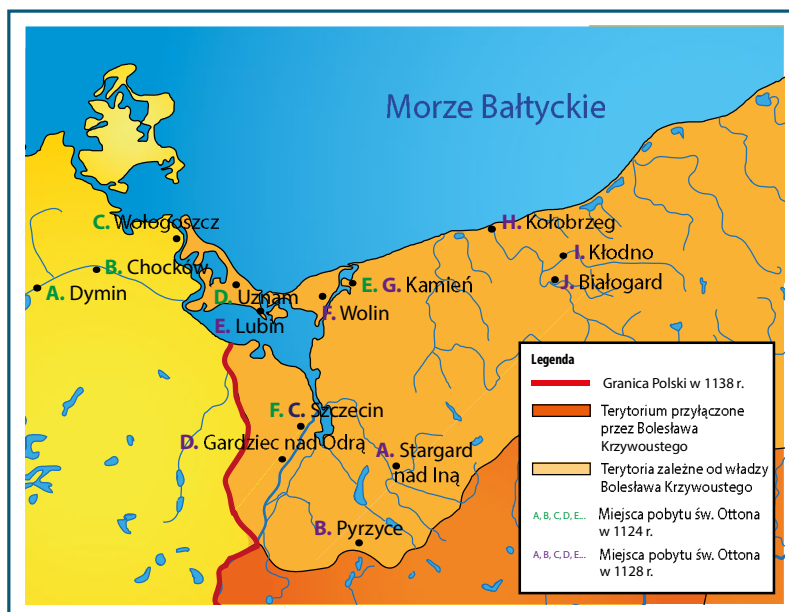 Morze Bałtyckie
C. Wołogoszcz
H. Kołobrzeg
I. Kłodno
B. Chocków
J. Białogard
A. Dymin
D. Uznam
E. G. Kamień
E. Lubin
F. Wolin
F. C. Szczecin
D. Gardziec nad Odrą
A. Stargard
nad Iną
B. Pyrzyce
Legenda
Granica Polski w 1138 r.
Terytorium przyłączone
przez Bolesława
Krzywoustego
Terytoria zależne od władzy
Bolesława Krzywoustego
A, B, C, D, E... Miejsca pobytu św. Ottona
w 1124 r.
A, B, C, D, E... Miejsca pobytu św. Ottona
w 1128 r.